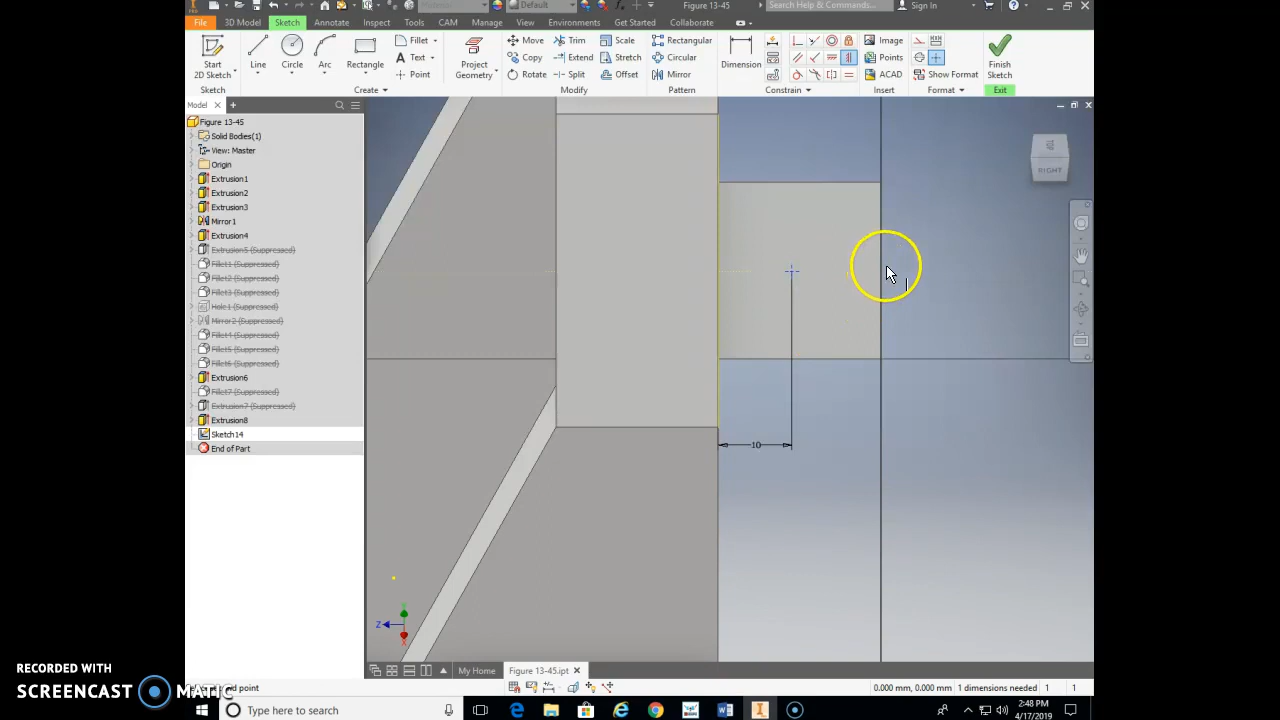 Default
Figure 13-45
Search Help & Commands...
Sign In
File
3D Model
Sketch
Annotate
Inspect
Tools
CAM
Manage
View
Environments
Get Started
Collaborate
Start
2D Sketch
Line
Circle
Arc
Rectangle
Fillet
Text
Point
Project
Geometry
Move
Copy
Rotate
Trim
Extend
Split
Scale
Stretch
Offset
Rectangular
Circular
Mirror
Dimension
Image
Points
ACAD
Show Format
Finish
Sketch
Sketch
Create
Modify
Pattern
Constrain
Insert
Format
Exit
Model
Figure 13-45
Solid Bodies(1)
View: Master
Origin
Extrusion1
Extrusion2
Extrusion3
Mirror1
Extrusion4
Extrusion5 (Suppressed)
Fillet1 (Suppressed)
Fillet2 (Suppressed)
Fillet3 (Suppressed)
Hole1 (Suppressed)
Mirror2 (Suppressed)
Fillet4 (Suppressed)
Fillet5 (Suppressed)
Fillet6 (Suppressed)
Extrusion6
Fillet7 (Suppressed)
Extrusion7 (Suppressed)
Extrusion8
Sketch14
End of Part
RIGHT
10
Z
My Home
Figure 13-45.ipt
point
0.000 mm, 0.000 mm
1 dimensions needed
1
1
RECORDED WITH
SCREENCAST MATIC
Type here to search
2:48 PM
4/17/2019